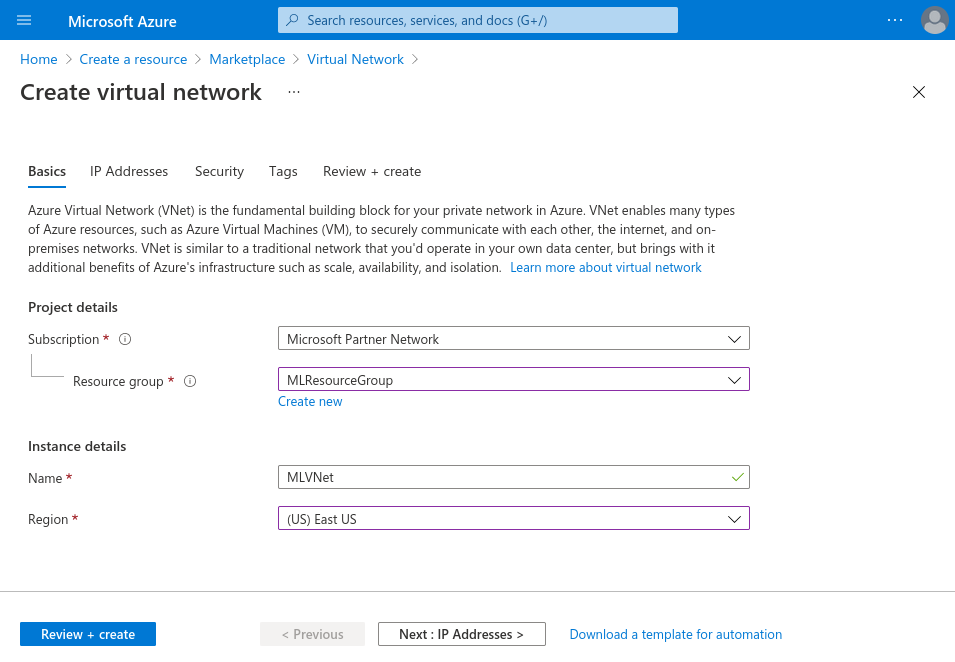 Microsoft Azure
Search resources, services, and docs (G+/)
...
Home > Create a resource > Marketplace > Virtual Network >
Create virtual network ...
Basics IP Addresses Security Tags Review + create
Azure Virtual Network (VNet) is the fundamental building block for your private network in Azure. VNet enables many types
of Azure resources, such as Azure Virtual Machines (VM), to securely communicate with each other, the internet, and on-
premises networks. VNet is similar to a traditional network that you'd operate in your own data center, but brings with it
additional benefits of Azure's infrastructure such as scale, availability, and isolation. Learn more about virtual network
Project details
Subscription * Microsoft Partner Network
Resource group * MLResourceGroup
Create new
Instance details
Name * MLVNet
Region * (US) East US
Review + create < Previous Next : IP Addresses > Download a template for automation